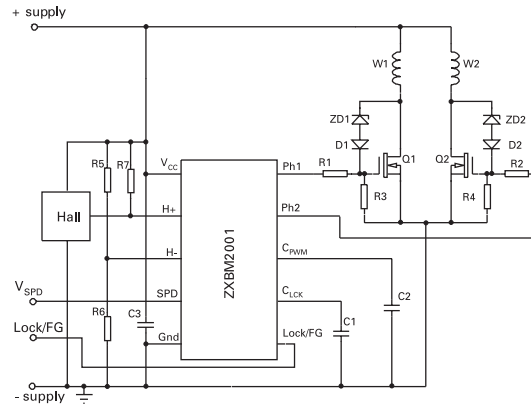 + supply
W1
W2
ZD1
ZD2
D1
D2
Q1
Q2
R1
R2
R3
R4
R5
R7
Hall
VCC
Ph1
H+
Ph2
H-
CPWM
VSPD
SPD
CLCK
ZXBM2001
R6
C3
C1
C2
Lock/FG
Gnd
Lock/FG
- supply